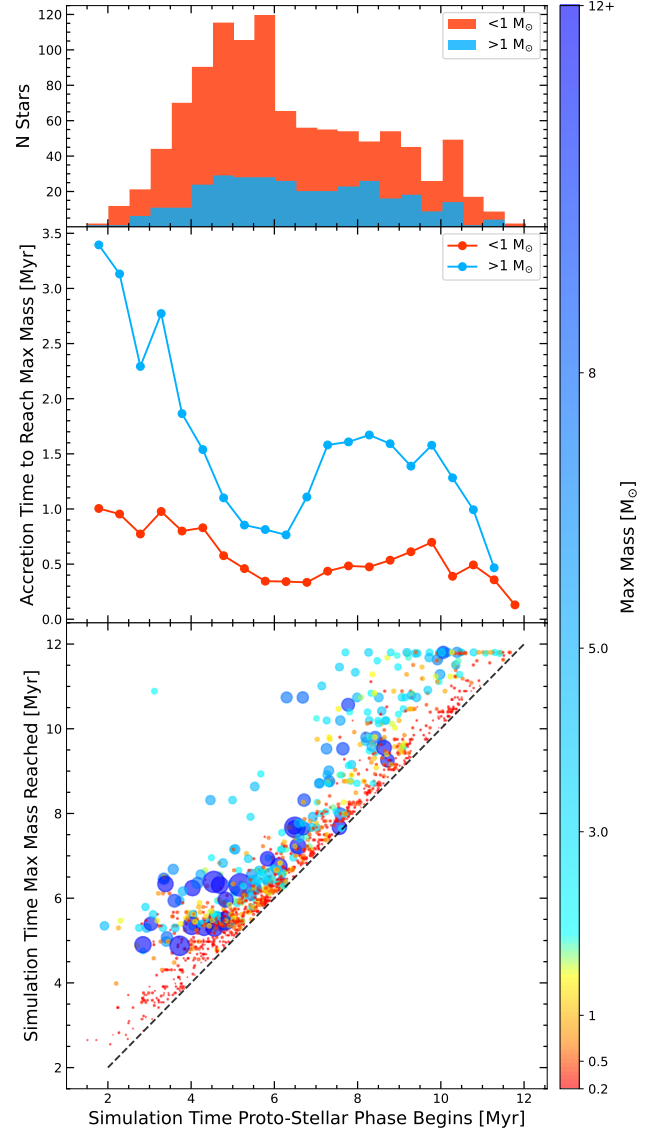 120
100
80
60
40
20
N Stars
<1 M⊙
>1 M⊙
3.5
3.0
2.5
2.0
1.5
1.0
0.5
0.0
Accretion Time to Reach Max Mass [Myr]
<1 M⊙
>1 M⊙
12
10
8
6
4
2
Simulation Time Max Mass Reached [Myr]
2 4 6 8 10 12
Simulation Time Proto-Stellar Phase Begins [Myr]
12+
8
5.0
3.0
1
0.5
0.2
Max Mass [M⊙]